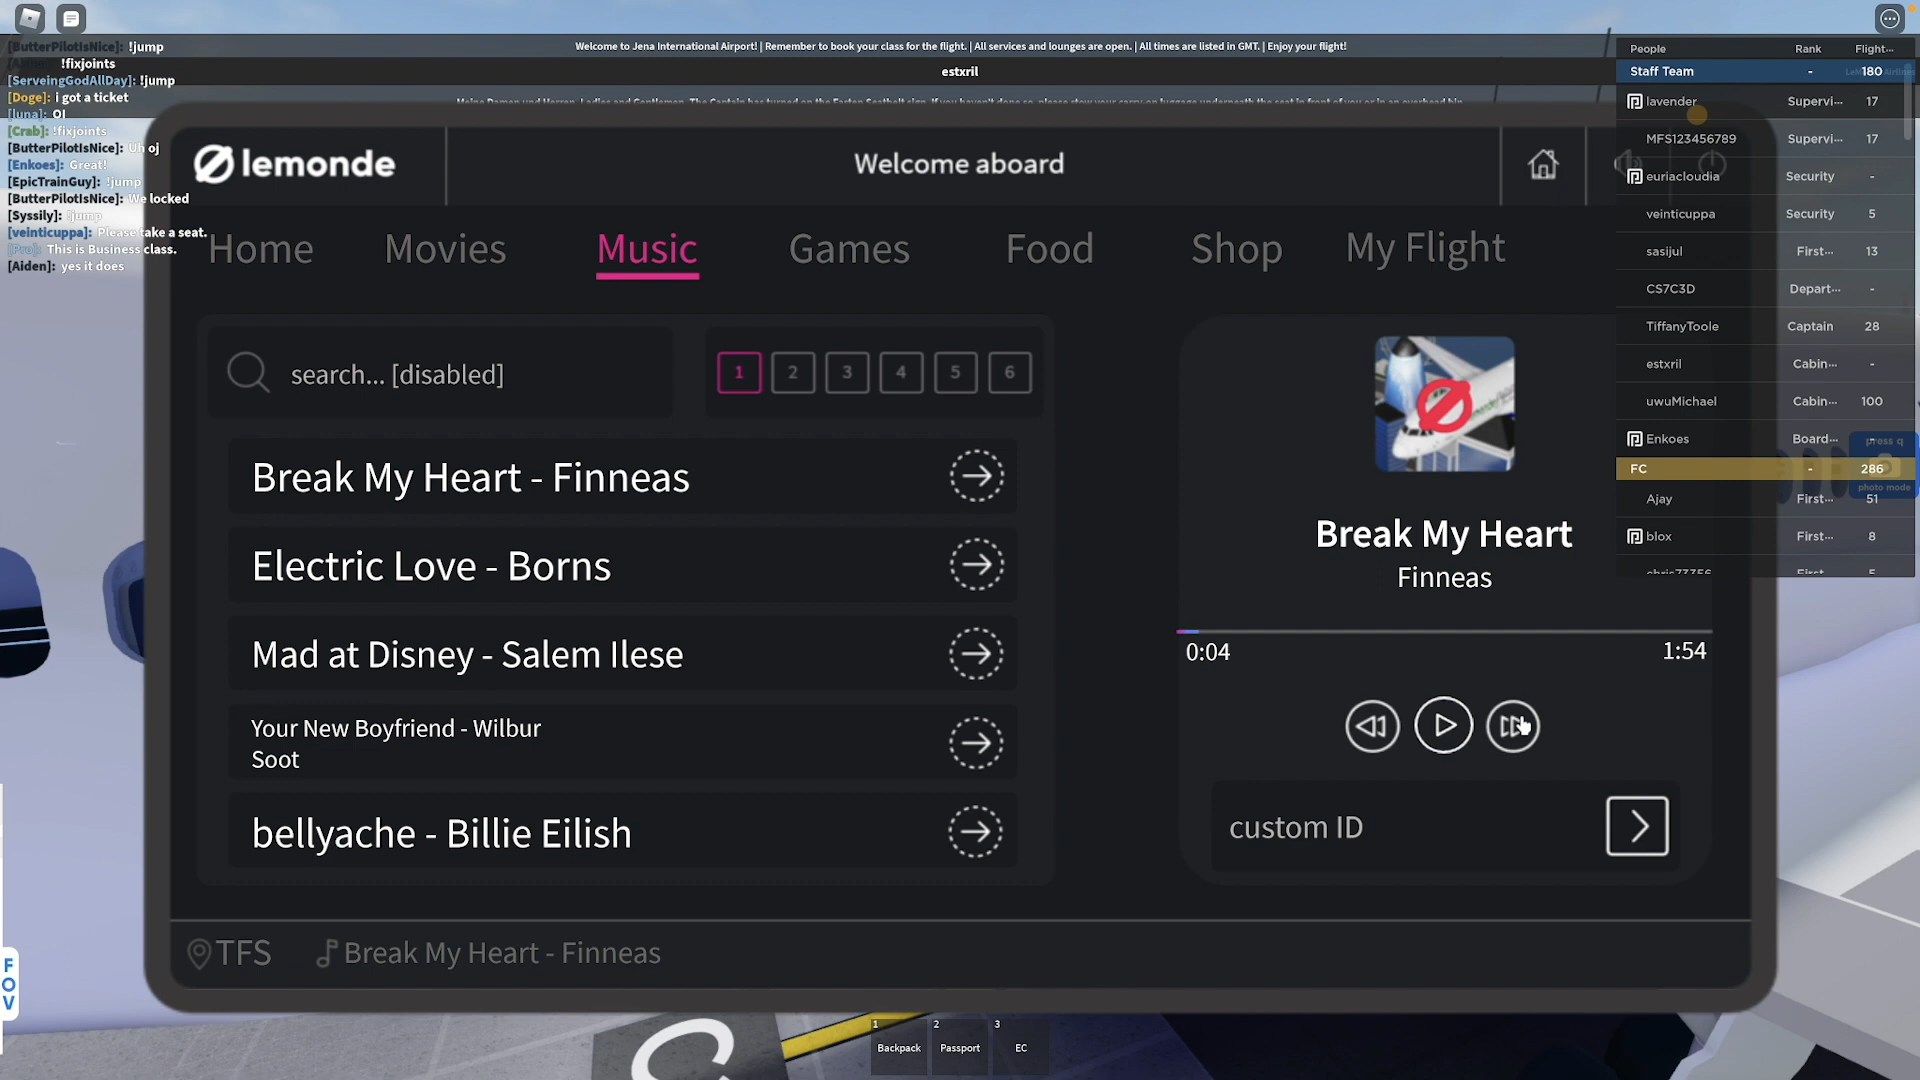 Welcome to Jena International Airport! | Remember to book your class for the flight. | All services and lounges are open. | All times are listed in GMT. | Enjoy your flight!
estxril
[ButterPilotIsNice]: !jump
!fixjoints
[ServeingGodAllDay]: !jump
[Doge]: i got a ticket
[luna]: OJ
[Crab]: !fixjoints
[ButterPilotIsNice]: Uh oj
[Enkoes]: Great!
[EpicTrainGuy]: !jump
[ButterPilotIsNice]: We locked
[Syssily]: !jump
[veinticuppa]: Please take a seat.
This is Business class.
[Aiden]: yes it does
lemonde
Welcome aboard
Home Movies Music Games Food Shop My Flight
search... [disabled]
1 2 3 4 5 6
Break My Heart - Finneas
Electric Love - Borns
Mad at Disney - Salem Ilese
Your New Boyfriend - Wilbur
Soot
bellyache - Billie Eilish
Break My Heart
Finneas
0:04 1:54
custom ID
TFS Break My Heart - Finneas
People Rank Flight...
Staff Team - 180
lavender Supervi... 17
MFS123456789 Supervi... 17
euriacloudia Security -
veinticuppa Security 5
sasijul First... 13
CS7C3D Depart... -
TiffanyToole Captain 28
estxril Cabin... -
uwuMichael Cabin... 100
Enkoes Board... -
press q
FC - 286
photo mode
Ajay First... 51
blox First... 8
FOV
1 2 3
Backpack Passport EC